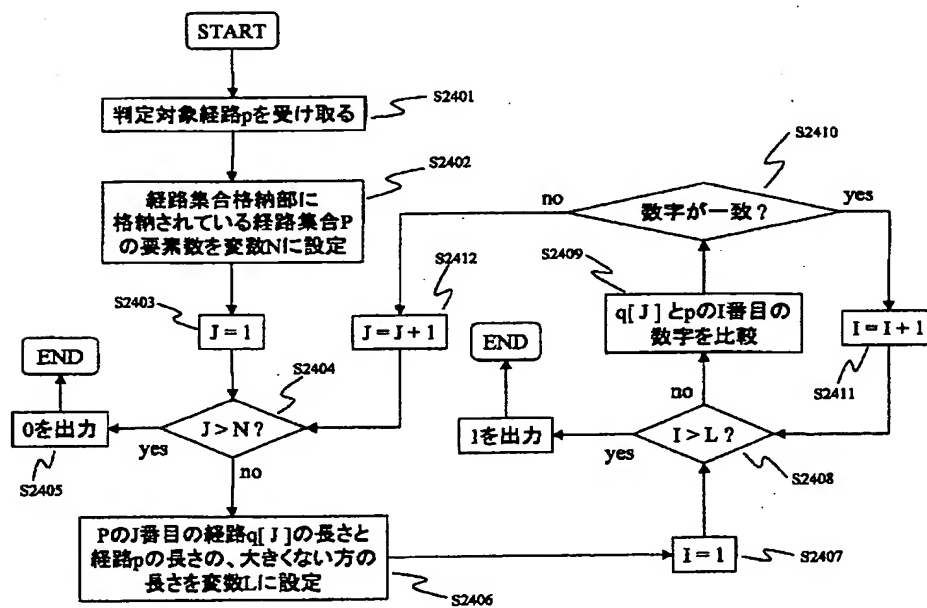 START
判定対象経路pを受け取る
S2401
S2402
経路集合格納部に
格納されている経路集合P
の要素数を変数Nに設定
S2403
J = 1
S2404
J > N ?
yes
no
0を出力
S2405
END
PのJ番目の経路q[ J ]の長さと
経路pの長さの、大きくない方の
長さを変数Lに設定
S2406
I = 1
S2407
I > L ?
S2408
yes
no
1を出力
END
q[ J ]とpのI番目の
数字を比較
S2409
数字が一致?
S2410
no
yes
I = I + 1
S2411
J = J + 1
S2412